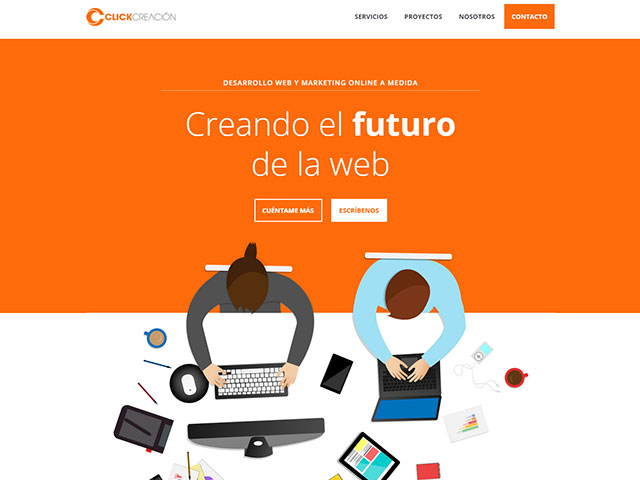 CLICKCREACIÓN
SERVICIOS PROYECTOS NOSOTROS CONTACTO
DESARROLLO WEB Y MARKETING ONLINE A MEDIDA
Creando el futuro
de la web
CUÉNTAME MÁS ESCRÍBENOS